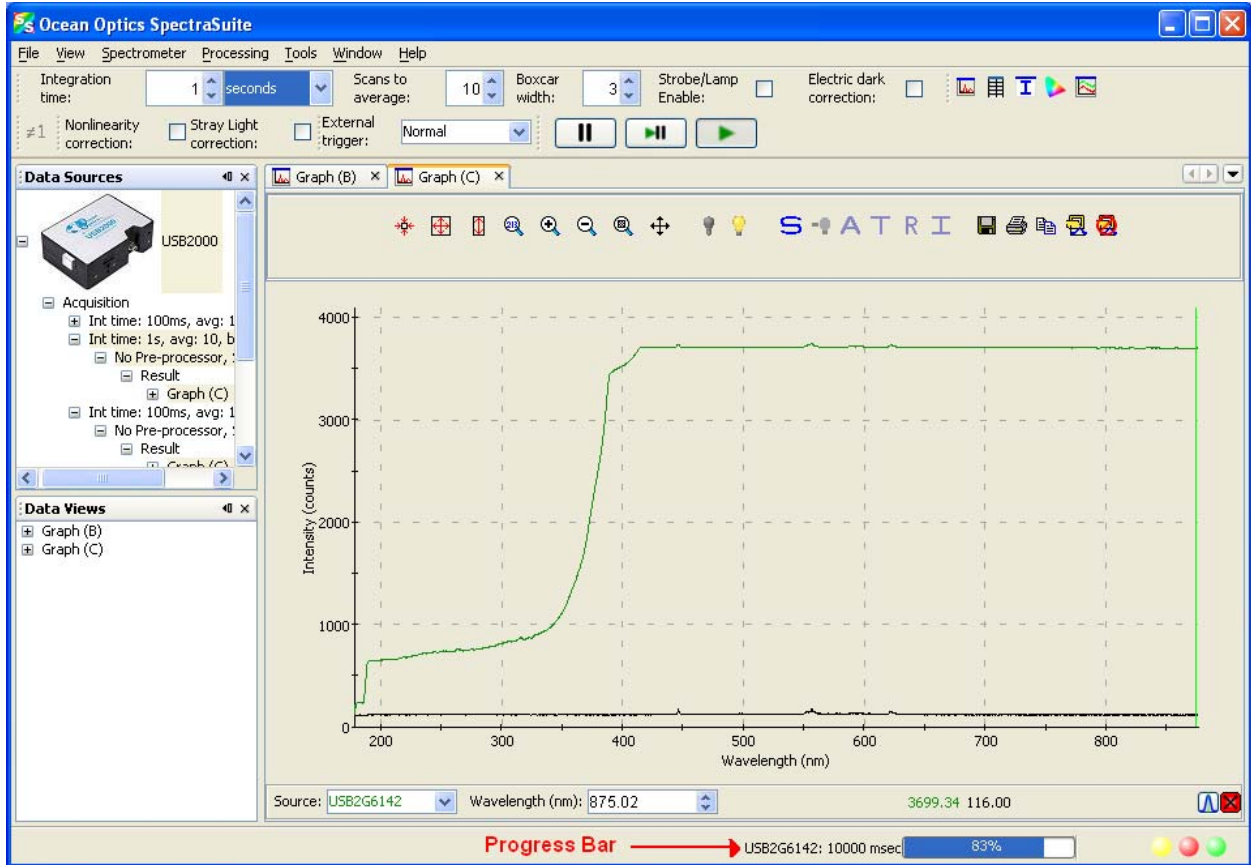 Ocean Optics SpectraSuite
File View Spectrometer Processing Tools Window Help
Integration time: 1 seconds Scans to average: 10 Boxcar width: 3 Strobe/Lamp Enable: Electric dark correction:
≠1 Nonlinearity correction: Stray Light correction: External trigger: Normal
Data Sources
USB2000
Acquisition
Int time: 100ms, avg: 1
Int time: 1s, avg: 10, b
No Pre-processor, :
Result
Graph (C)
Int time: 100ms, avg: 1
No Pre-processor, :
Result
Graph (C)
Data Views
Graph (B)
Graph (C)
Graph (B) Graph (C)
S A T R I
Intensity (counts)
4000
3000
2000
1000
0
200 300 400 500 600 700 800
Wavelength (nm)
Source: USB2G6142 Wavelength (nm): 875.02 3699.34 116.00
Progress Bar USB2G6142: 10000 msec 83%